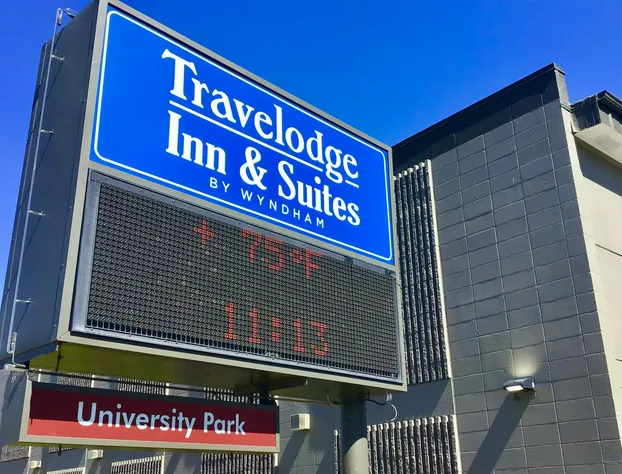 Travelodge
Inn & Suites
BY WYNDHAM
+ 75°F
11:13
University Park